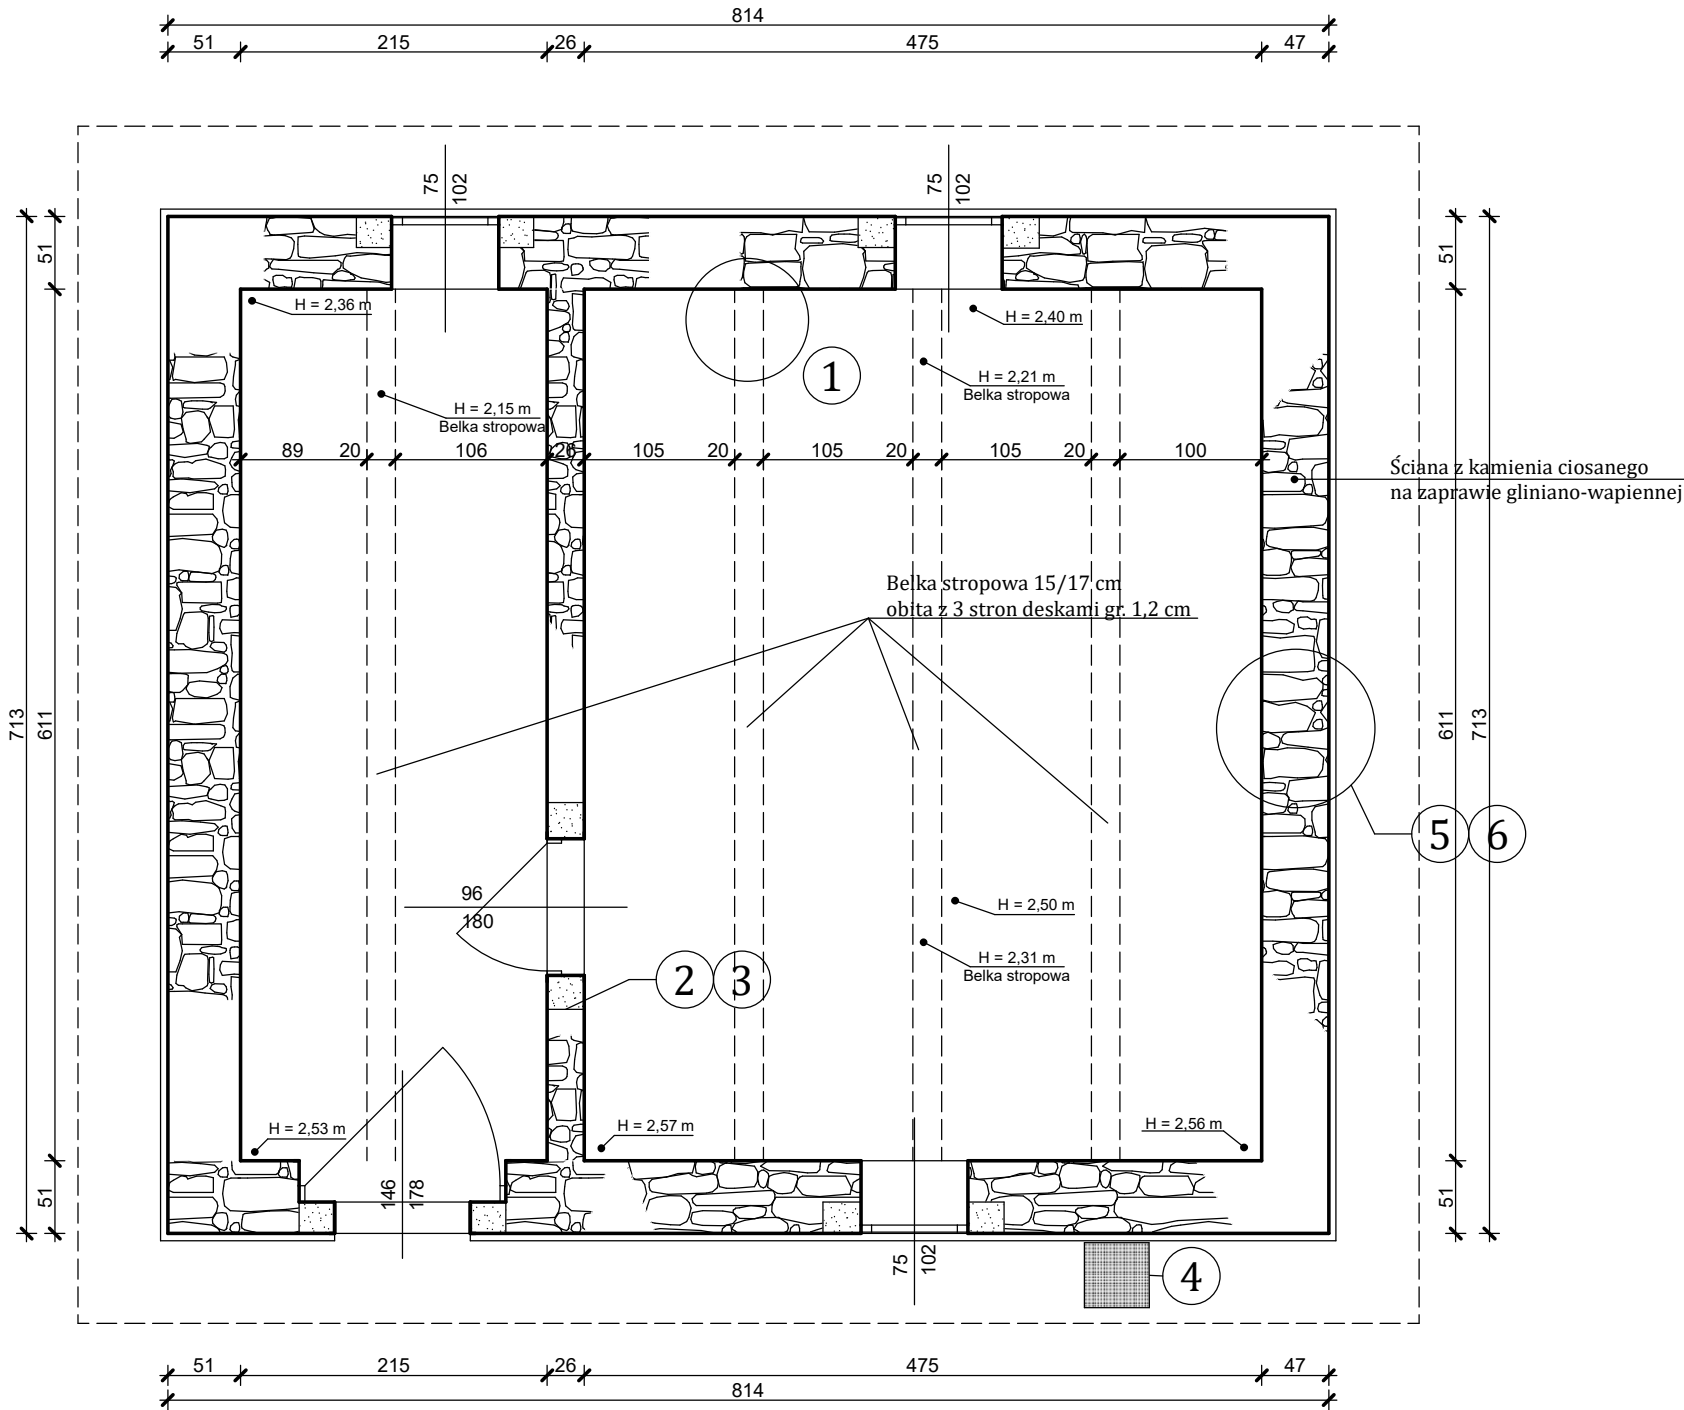 814
51 215 26 475 47
75
102
75
102
51
51
H = 2,36 m
H = 2,40 m
1
H = 2,21 m
Belka stropowa
H = 2,15 m
Belka stropowa
89 20 106 26 105 20 105 20 105 20 100
Ściana z kamienia ciosanego
na zaprawie gliniano-wapiennej
Belka stropowa 15/17 cm
obita z 3 stron deskami gr. 1,2 cm
713
611
611
713
5 6
96
180
H = 2,50 m
H = 2,31 m
Belka stropowa
2 3
H = 2,53 m
H = 2,57 m
H = 2,56 m
146
178
51
51
75
102
4
51 215 26 475 47
814